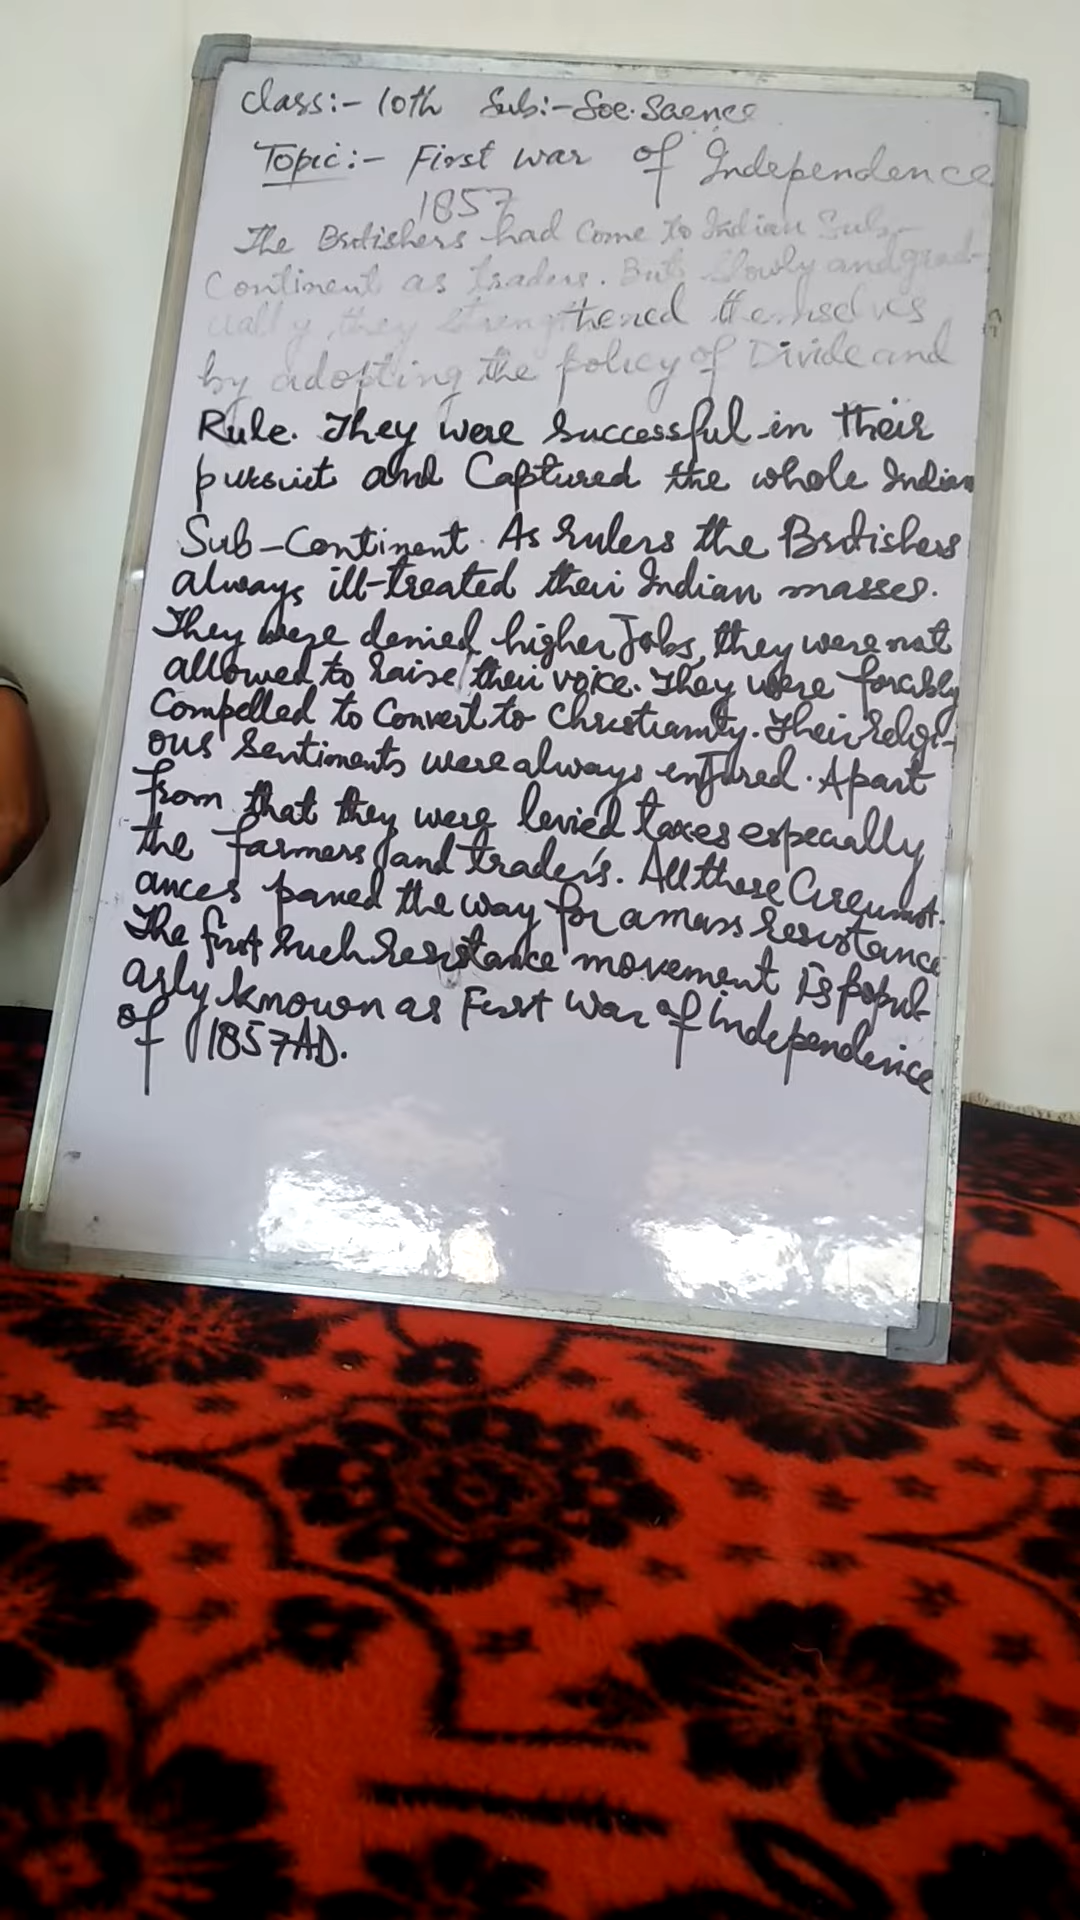 Class:- 10th Sub:- Soc. Science
Topic:- First war of Independence
1857
The Britishers had come to Indian Sub-
continent as traders. But slowly and grad-
ually, they strengthened themselves
by adopting the policy of Divide and
Rule. They were successful in their
pursuit and Captured the whole Indian
Sub-Continent. As rulers the Britishers
always ill-treated their Indian masses.
They were denied higher Jobs, they were not
allowed to raise their voice. They were forcibly
compelled to convert to Christianity. Their religi-
ous sentiments were always enjured. Apart
from that they were levied taxes especially
the farmers and trader's. All these Circumst-
ances paved the way for a mass resistance
The first such resistance movement is popul-
arly known as First war of independence
of 1857AD.